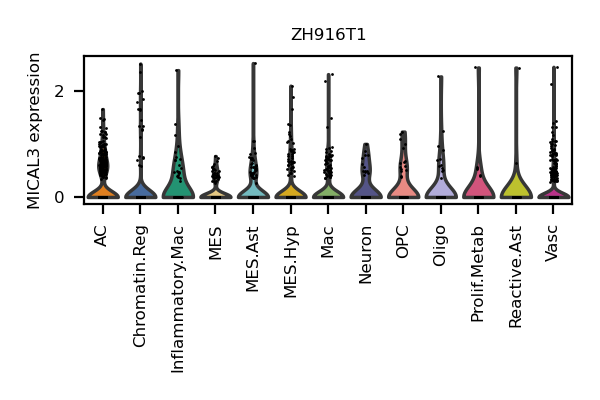 ZH916T1
MICAL3 expression
2
0
AC
Chromatin.Reg
Inflammatory.Mac
MES
MES.Ast
MES.Hyp
Mac
Neuron
OPC
Oligo
Prolif.Metab
Reactive.Ast
Vasc